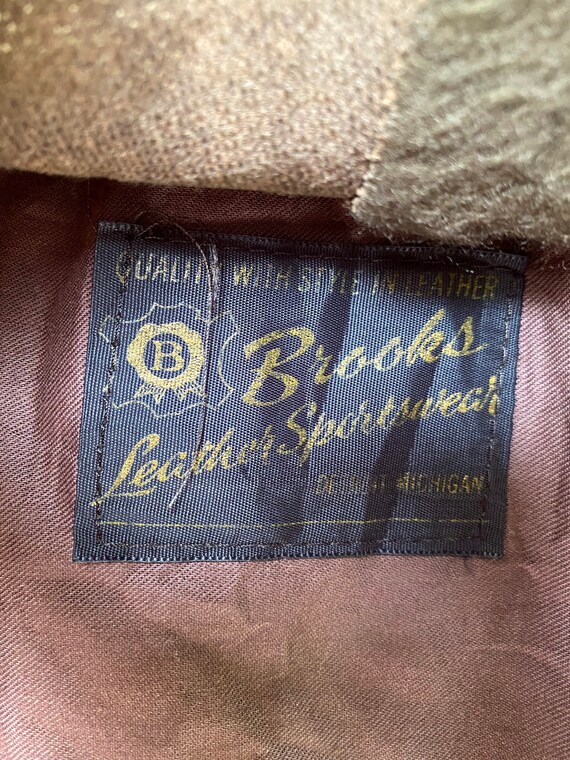 QUALITY WITH STYLE IN LEATHER
B
Brooks
Leather Sportswear
DETROIT MICHIGAN